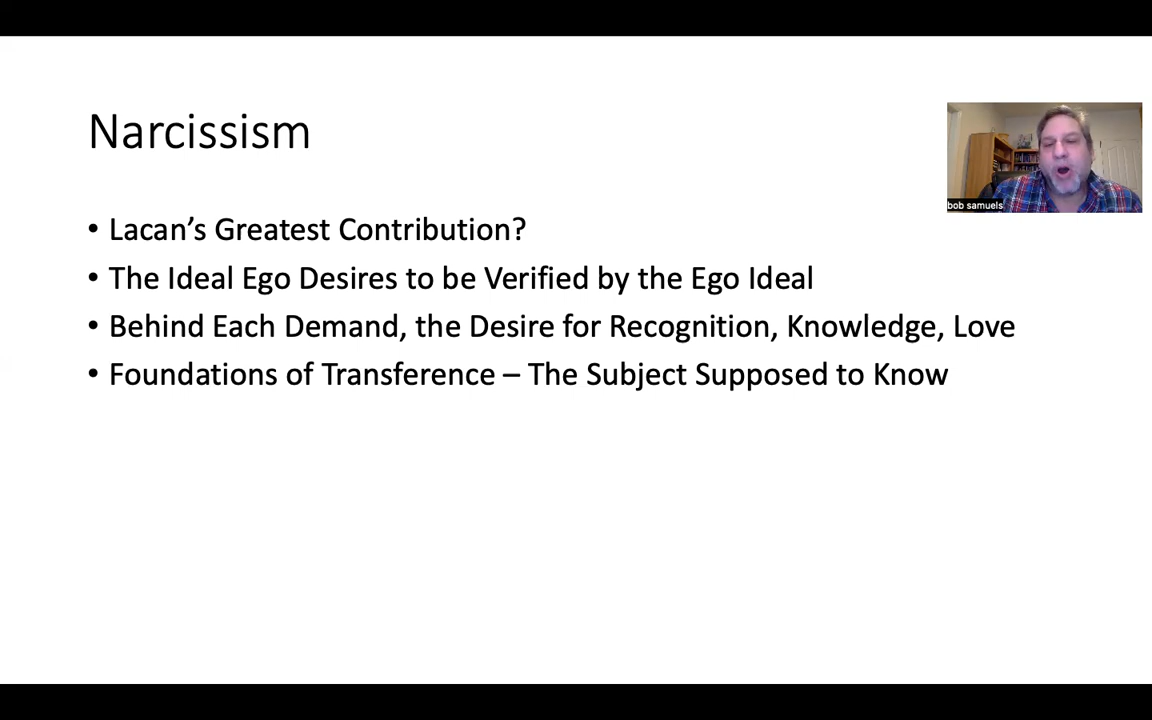 Narcissism
• Lacan’s Greatest Contribution?
• The Ideal Ego Desires to be Verified by the Ego Ideal
• Behind Each Demand, the Desire for Recognition, Knowledge, Love
• Foundations of Transference – The Subject Supposed to Know
bob samuels